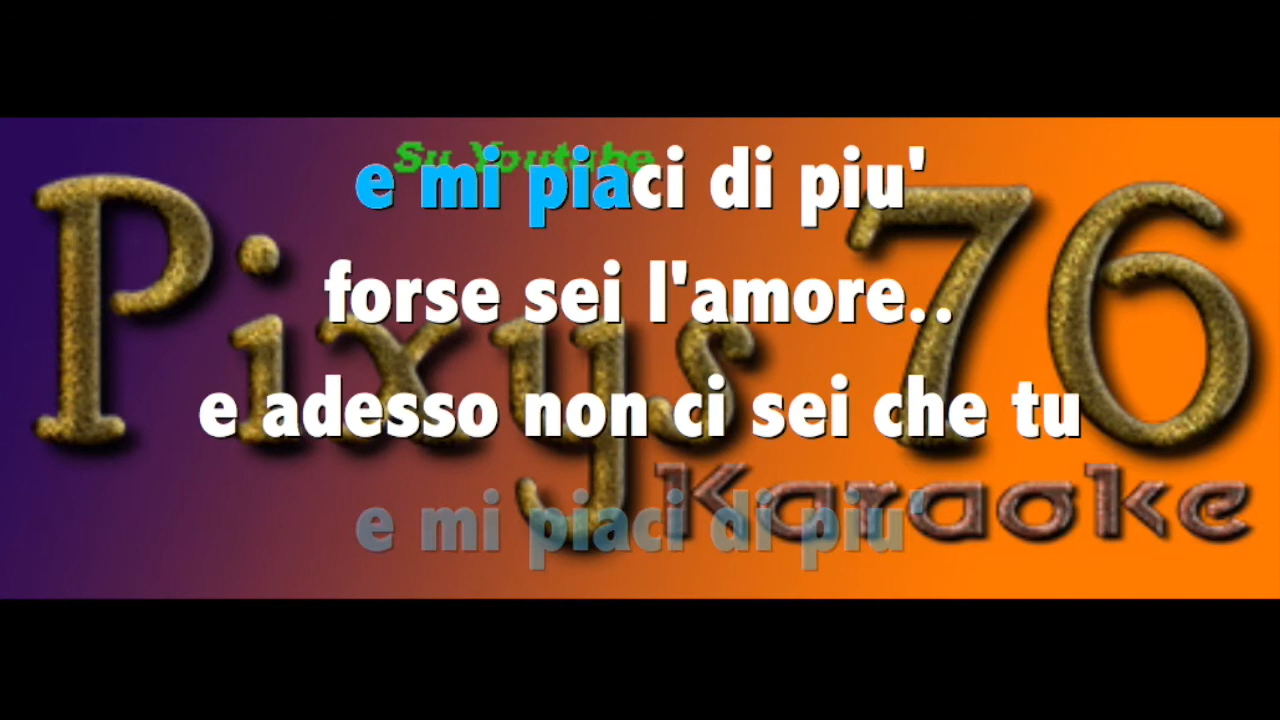 Su Youtube
e mi piaci di piu'
forse sei l'amore..
Pixys 76
e adesso non ci sei che tu
Karaoke
e mi piaci di piu'